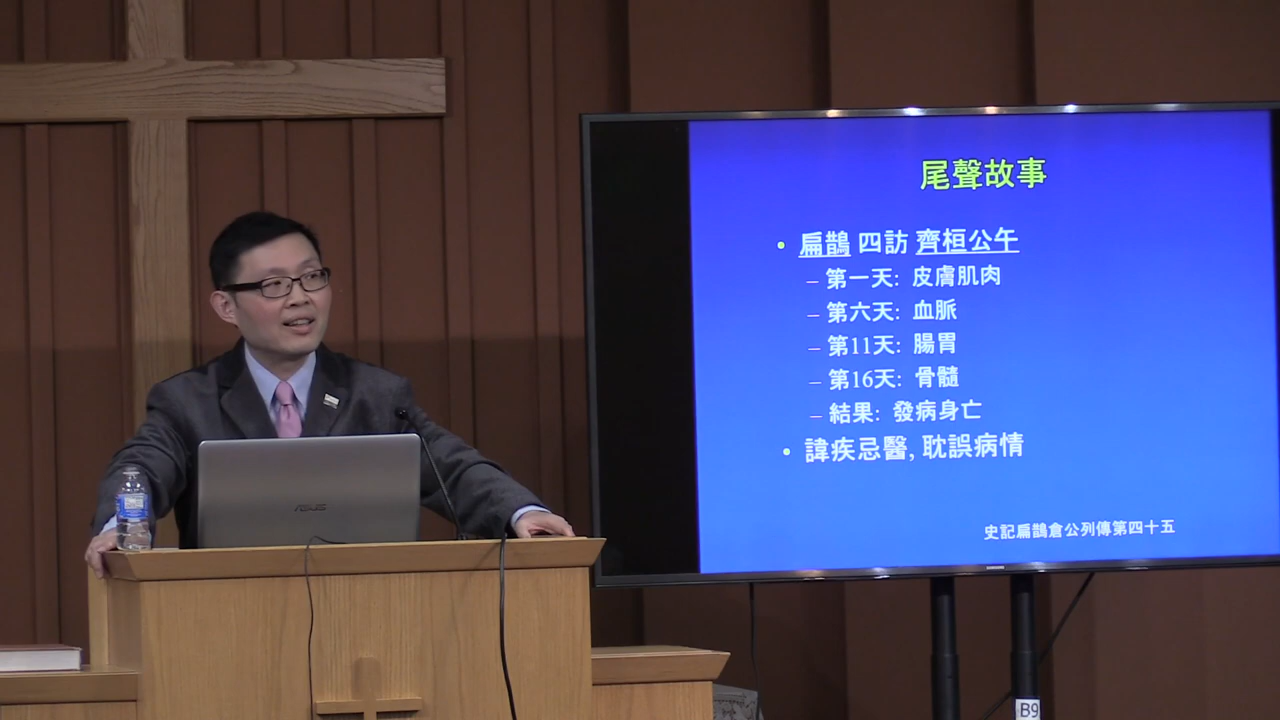 尾聲故事
• 扁鵲 四訪 齊桓公午
– 第一天: 皮膚肌肉
– 第六天: 血脈
– 第11天: 腸胃
– 第16天: 骨髓
– 結果: 發病身亡
• 諱疾忌醫, 耽誤病情
史記扁鵲倉公列傳第四十五
ASUS
SAMSUNG
B9